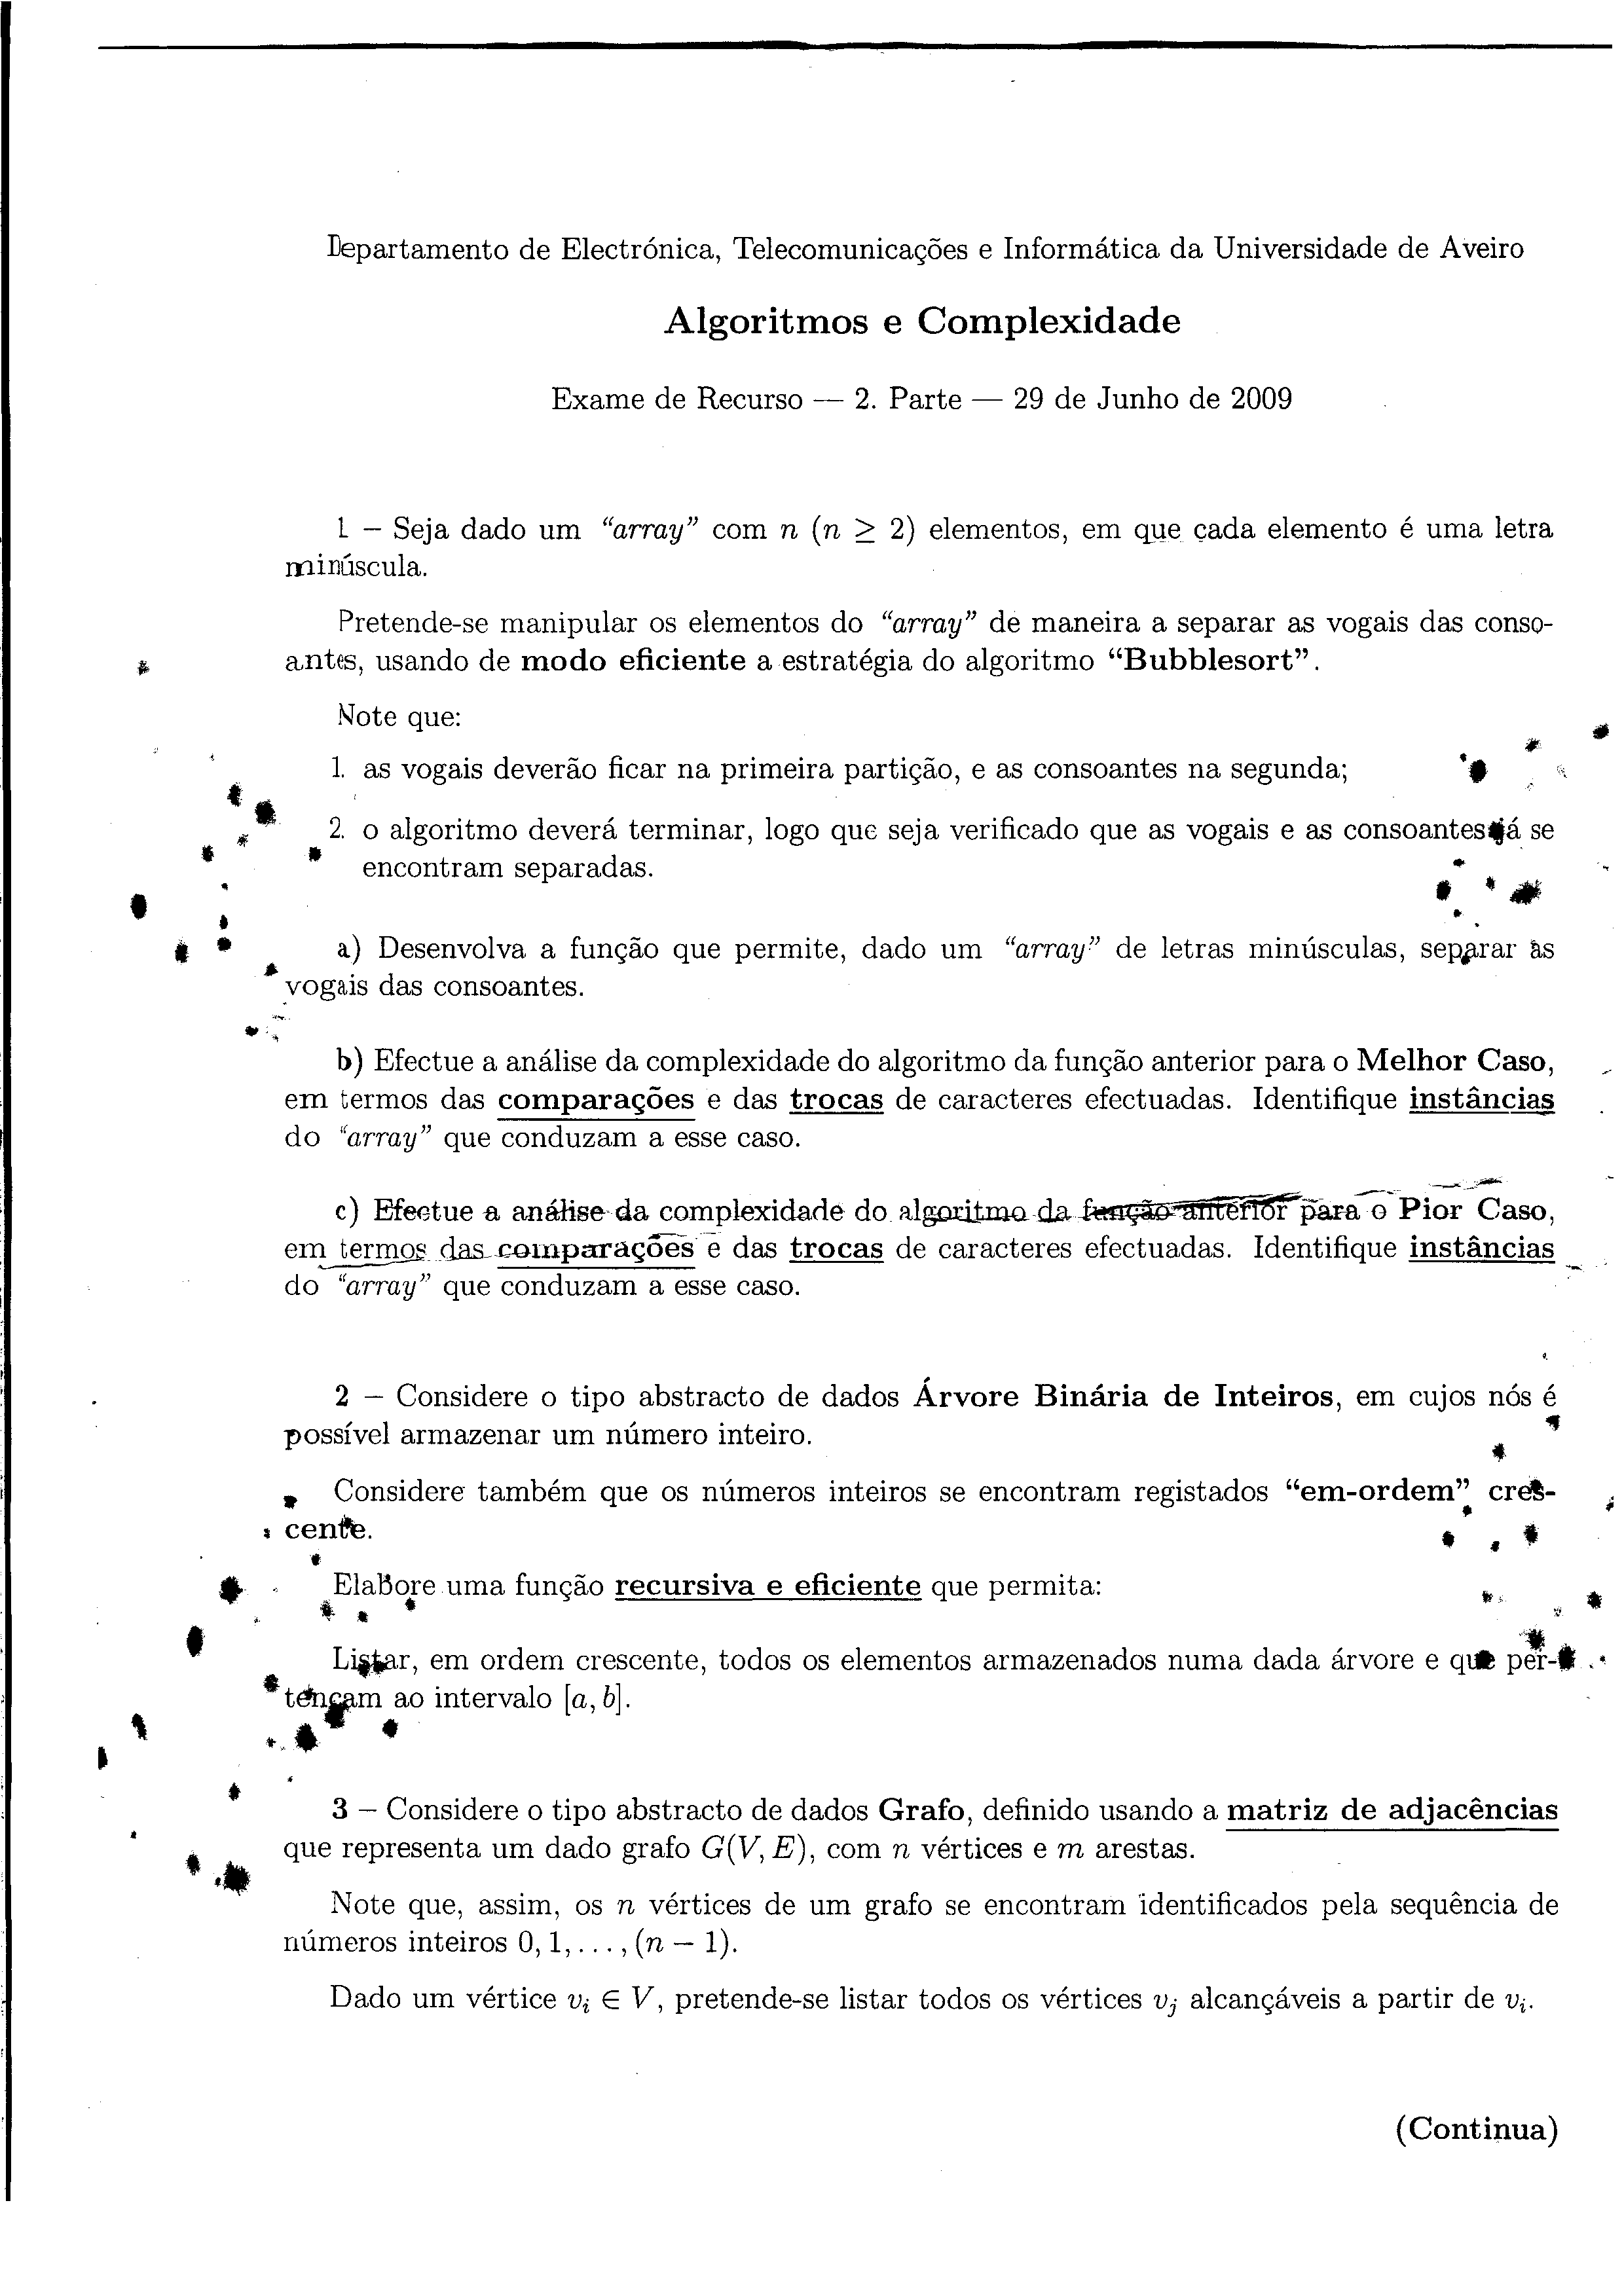 Departamento de Electrónica, Telecomunicações e Informática da Universidade de Aveiro
Algoritmos e Complexidade
Exame de Recurso — 2. Parte — 29 de Junho de 2009
1 – Seja dado um “array” com n (n ≥ 2) elementos, em que cada elemento é uma letra
minúscula.
Pretende-se manipular os elementos do “array” de maneira a separar as vogais das conso-
antes, usando de modo eficiente a estratégia do algoritmo “Bubblesort”.
Note que:
1. as vogais deverão ficar na primeira partição, e as consoantes na segunda;
2. o algoritmo deverá terminar, logo que seja verificado que as vogais e as consoantes já se
encontram separadas.
a) Desenvolva a função que permite, dado um “array” de letras minúsculas, separar as
vogais das consoantes.
b) Efectue a análise da complexidade do algoritmo da função anterior para o Melhor Caso,
em termos das comparações e das trocas de caracteres efectuadas. Identifique instâncias
do “array” que conduzam a esse caso.
c) Efectue a análise da complexidade do algoritmo da função anterior para o Pior Caso,
em termos das comparações e das trocas de caracteres efectuadas. Identifique instâncias
do “array” que conduzam a esse caso.
2 – Considere o tipo abstracto de dados Árvore Binária de Inteiros, em cujos nós é
possível armazenar um número inteiro.
Considere também que os números inteiros se encontram registados “em-ordem” cres-
cente.
Elabore uma função recursiva e eficiente que permita:
Listar, em ordem crescente, todos os elementos armazenados numa dada árvore e que per-
tençam ao intervalo [a, b].
3 – Considere o tipo abstracto de dados Grafo, definido usando a matriz de adjacências
que representa um dado grafo G(V, E), com n vértices e m arestas.
Note que, assim, os n vértices de um grafo se encontram identificados pela sequência de
números inteiros 0, 1, . . . , (n − 1).
Dado um vértice vᵢ ∈ V, pretende-se listar todos os vértices vⱼ alcançáveis a partir de vᵢ.
(Continua)